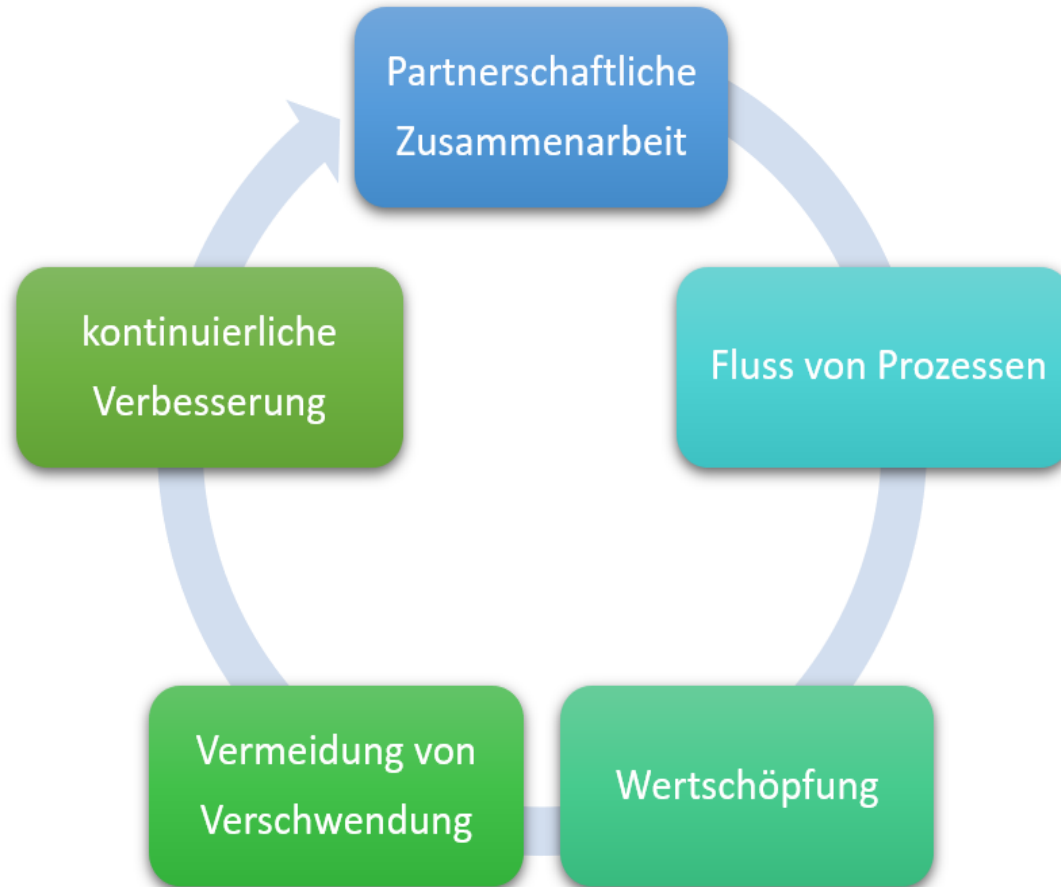 Partnerschaftliche
Zusammenarbeit
Fluss von Prozessen
Wertschöpfung
Vermeidung von
Verschwendung
kontinuierliche
Verbesserung